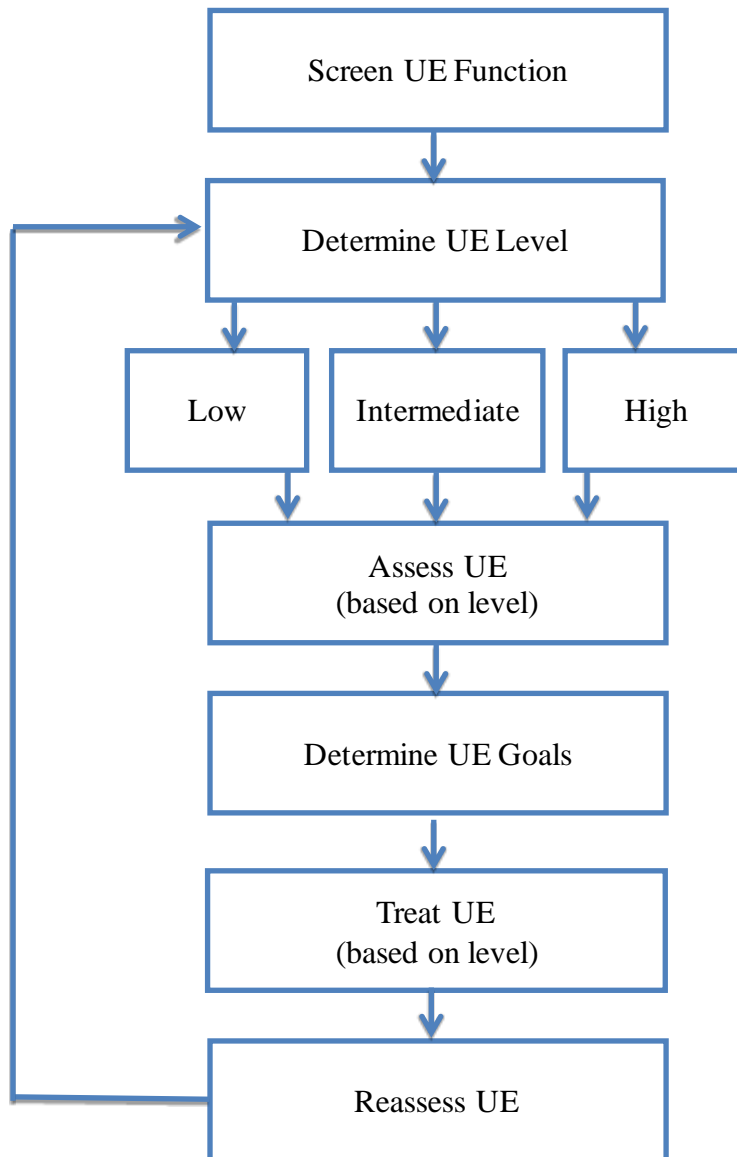 Screen UE Function
Determine UE Level
Low
Intermediate
High
Assess UE
(based on level)
Determine UE Goals
Treat UE
(based on level)
Reassess UE